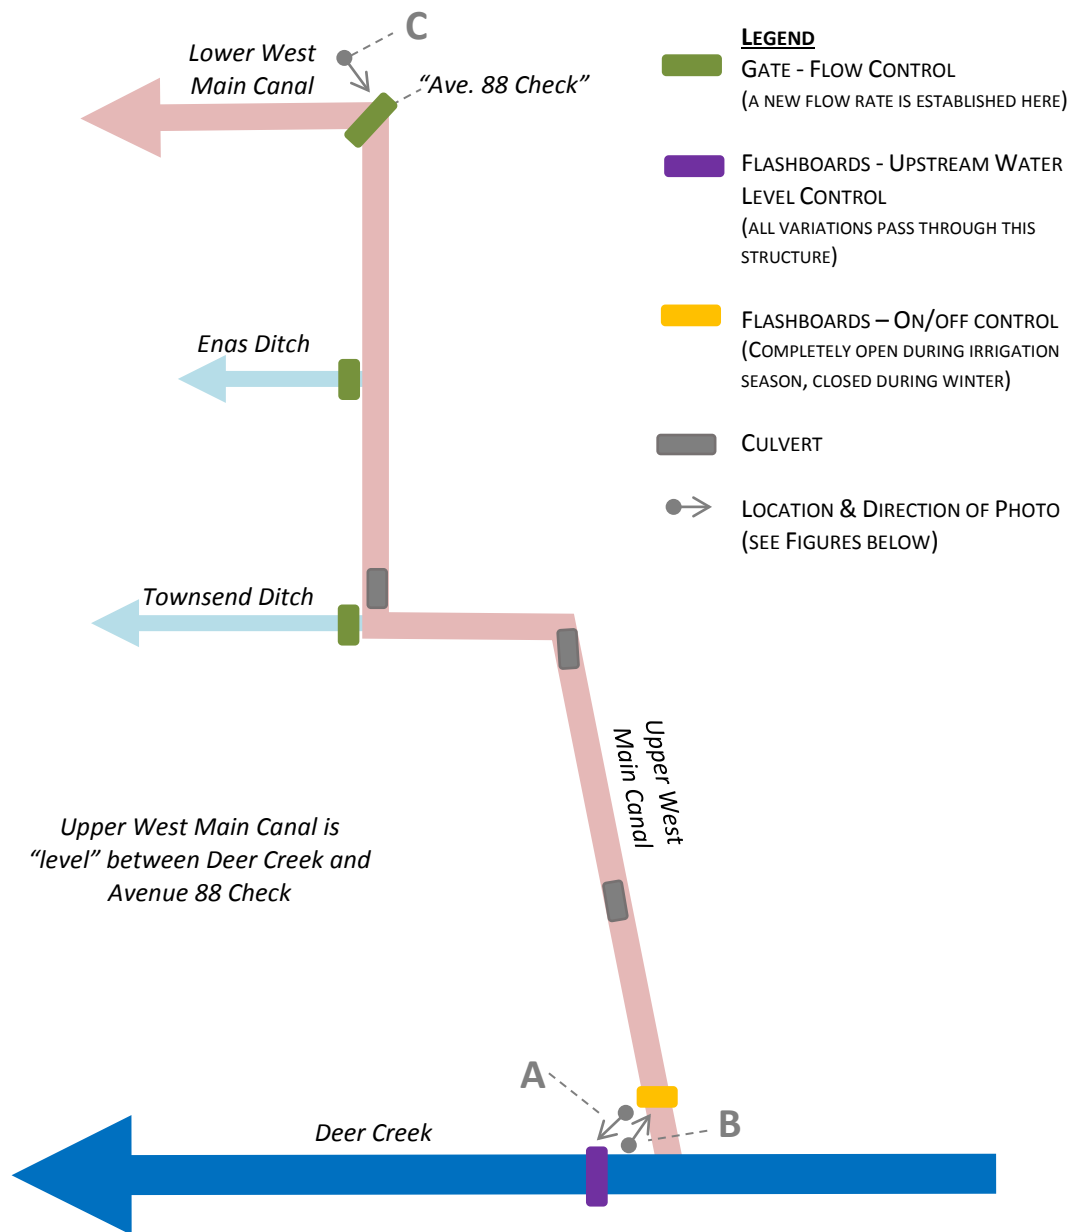 C
Lower West
Main Canal
“Ave. 88 Check”
Enas Ditch
Townsend Ditch
Upper West
Main Canal
Upper West Main Canal is
“level” between Deer Creek and
Avenue 88 Check
A
B
Deer Creek
LEGEND
GATE - FLOW CONTROL
(A NEW FLOW RATE IS ESTABLISHED HERE)
FLASHBOARDS - UPSTREAM WATER
LEVEL CONTROL
(ALL VARIATIONS PASS THROUGH THIS
STRUCTURE)
FLASHBOARDS – ON/OFF CONTROL
(COMPLETELY OPEN DURING IRRIGATION
SEASON, CLOSED DURING WINTER)
CULVERT
LOCATION & DIRECTION OF PHOTO
(SEE FIGURES BELOW)